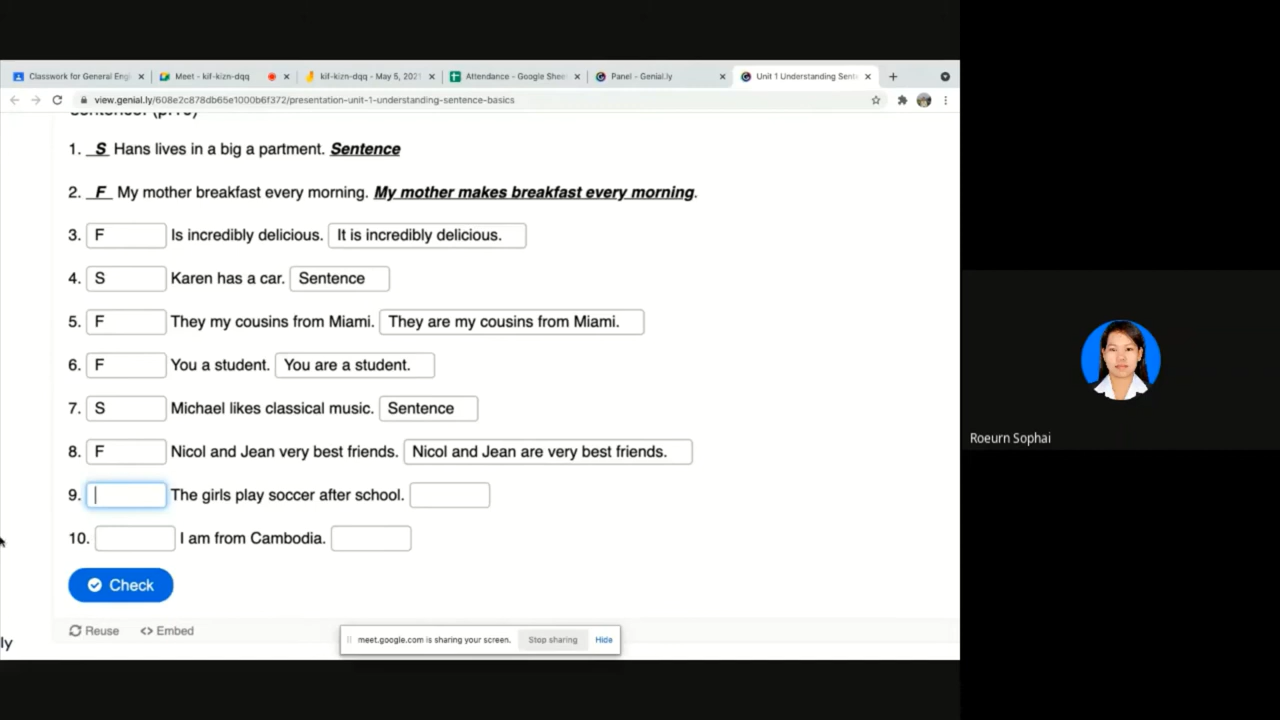 Classwork for General Engl
Meet - kif-kizn-dqq
kif-kizn-dqq - May 5, 2021
Attendance - Google Shee
Panel - Genial.ly
Unit 1 Understanding Sent
view.genial.ly/608e2c878db65e1000b6f372/presentation-unit-1-understanding-sentence-basics
1. S Hans lives in a big a partment. Sentence
2. F My mother breakfast every morning. My mother makes breakfast every morning.
3. F Is incredibly delicious. It is incredibly delicious.
4. S Karen has a car. Sentence
5. F They my cousins from Miami. They are my cousins from Miami.
6. F You a student. You are a student.
7. S Michael likes classical music. Sentence
8. F Nicol and Jean very best friends. Nicol and Jean are very best friends.
9. The girls play soccer after school.
10. I am from Cambodia.
Check
Reuse <> Embed
ly
meet.google.com is sharing your screen. Stop sharing Hide
Roeurn Sophai